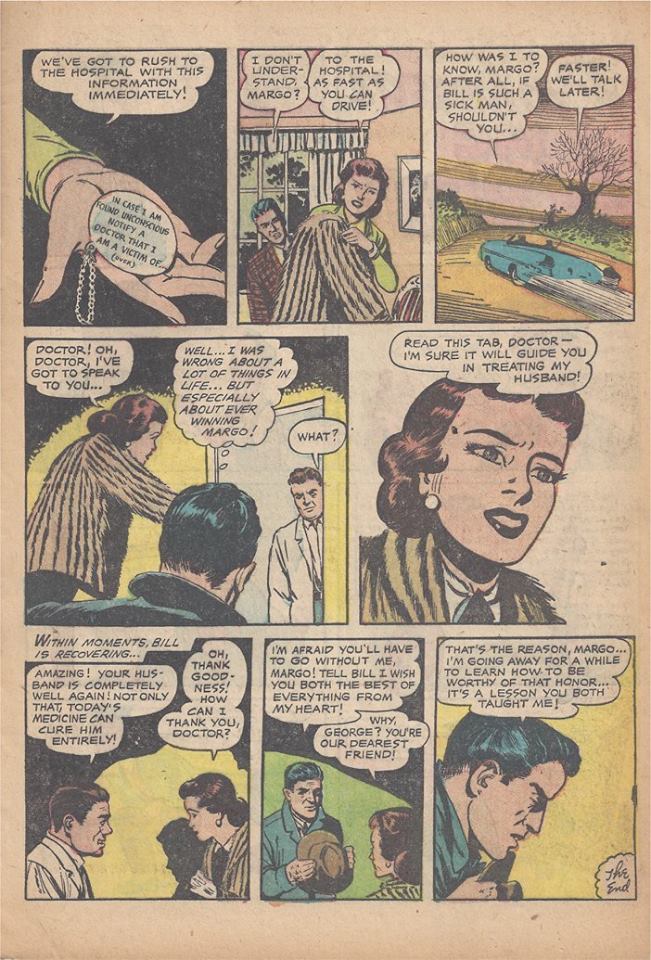 WE'VE GOT TO RUSH TO
THE HOSPITAL WITH THIS
INFORMATION
IMMEDIATELY!
IN CASE I AM
FOUND UNCONSCIOUS
NOTIFY A
DOCTOR THAT I
AM A VICTIM OF...
(OVER)
I DON'T
UNDER-
STAND,
MARGO?
TO THE
HOSPITAL!
AS FAST AS
YOU CAN
DRIVE!
HOW WAS I TO
KNOW, MARGO?
AFTER ALL, IF
BILL IS SUCH A
SICK MAN,
SHOULDN'T
YOU...
FASTER!
WE'LL TALK
LATER!
DOCTOR! OH,
DOCTOR, I'VE
GOT TO SPEAK
TO YOU...
WELL... I WAS
WRONG ABOUT A
LOT OF THINGS IN
LIFE... BUT
ESPECIALLY
ABOUT EVER
WINNING
MARGO!
WHAT?
READ THIS TAB, DOCTOR—
I'M SURE IT WILL GUIDE YOU
IN TREATING MY
HUSBAND!
WITHIN MOMENTS, BILL
IS RECOVERING...
AMAZING! YOUR HUS-
BAND IS COMPLETELY
WELL AGAIN! NOT ONLY
THAT, TODAY'S
MEDICINE CAN
CURE HIM
ENTIRELY!
OH,
THANK
GOOD-
NESS!
HOW
CAN I
THANK YOU,
DOCTOR?
I'M AFRAID YOU'LL HAVE
TO GO WITHOUT ME,
MARGO! TELL BILL I WISH
YOU BOTH THE BEST OF
EVERYTHING FROM
MY HEART!
WHY,
GEORGE? YOU'RE
OUR DEAREST
FRIEND!
THAT'S THE REASON, MARGO...
I'M GOING AWAY FOR A WHILE
TO LEARN HOW TO BE
WORTHY OF THAT HONOR...
IT'S A LESSON YOU BOTH
TAUGHT ME!
The
End